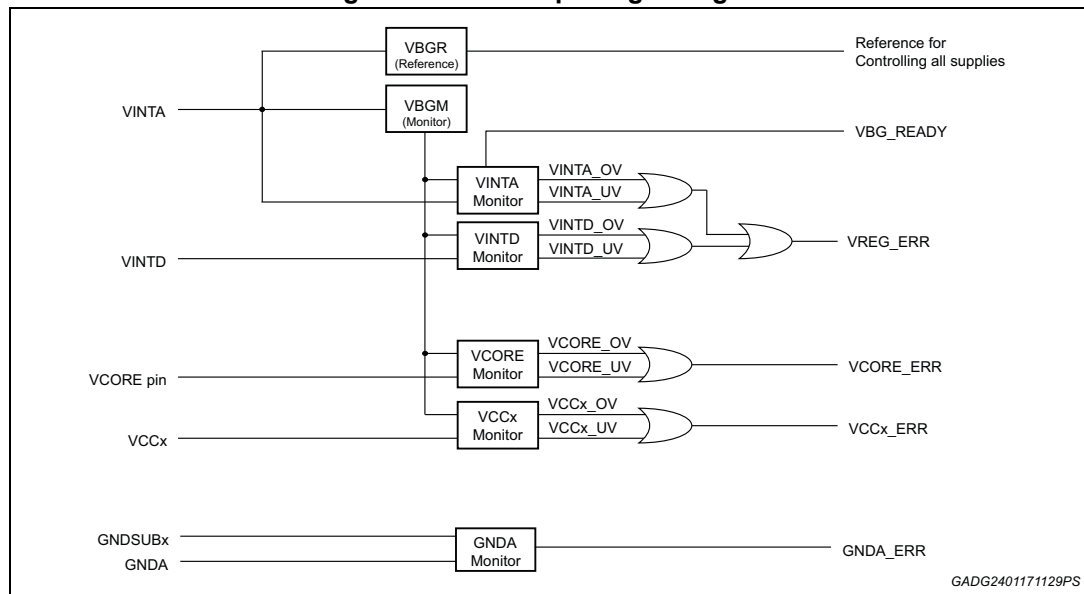 VBGR
(Reference)
Reference for
Controlling all supplies
VINTA
VBGM
(Monitor)
VBG_READY
VINTA
Monitor
VINTA_OV
VINTA_UV
VINTD
VINTD
Monitor
VINTD_OV
VINTD_UV
VREG_ERR
VCORE pin
VCORE
Monitor
VCORE_OV
VCORE_UV
VCORE_ERR
VCCx
VCCx
Monitor
VCCx_OV
VCCx_UV
VCCx_ERR
GNDSUBx
GNDA
GNDA
Monitor
GNDA_ERR
GADG2401171129PS